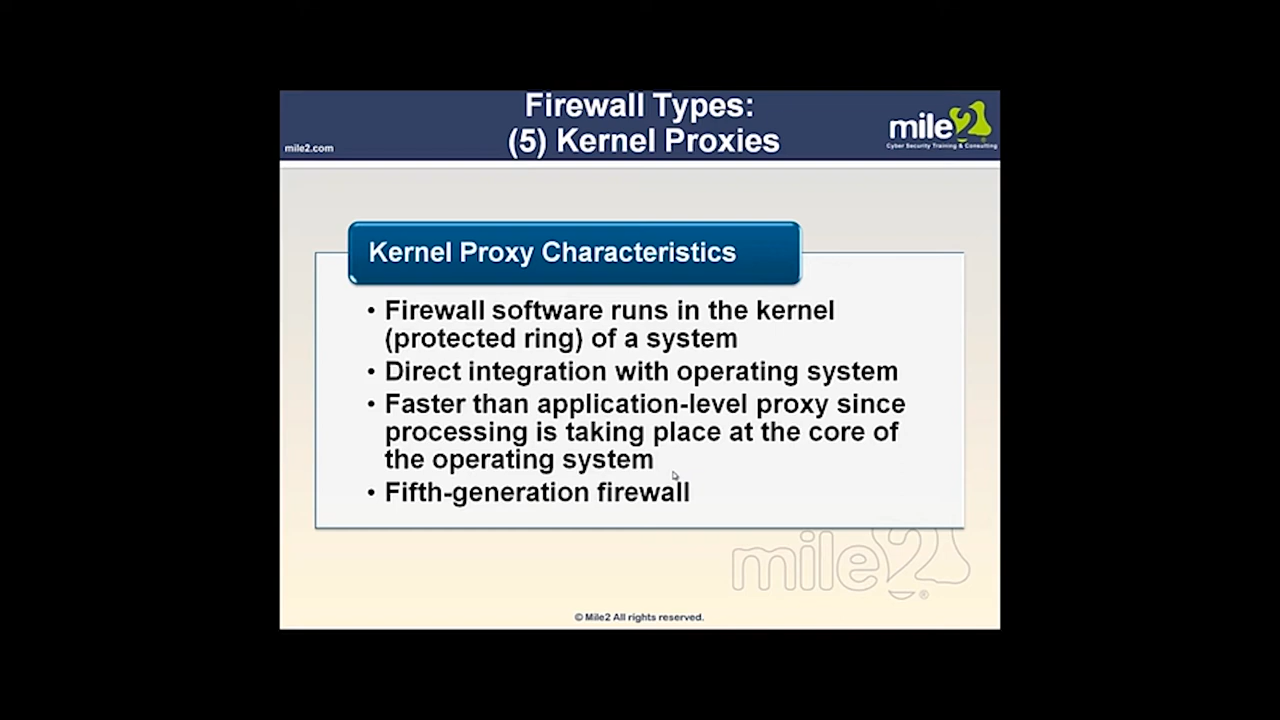 Firewall Types:
(5) Kernel Proxies
mile2.com
mile2
Cyber Security Training & Consulting
Kernel Proxy Characteristics
• Firewall software runs in the kernel
(protected ring) of a system
• Direct integration with operating system
• Faster than application-level proxy since
processing is taking place at the core of
the operating system
• Fifth-generation firewall
mile2®
© Mile2 All rights reserved.